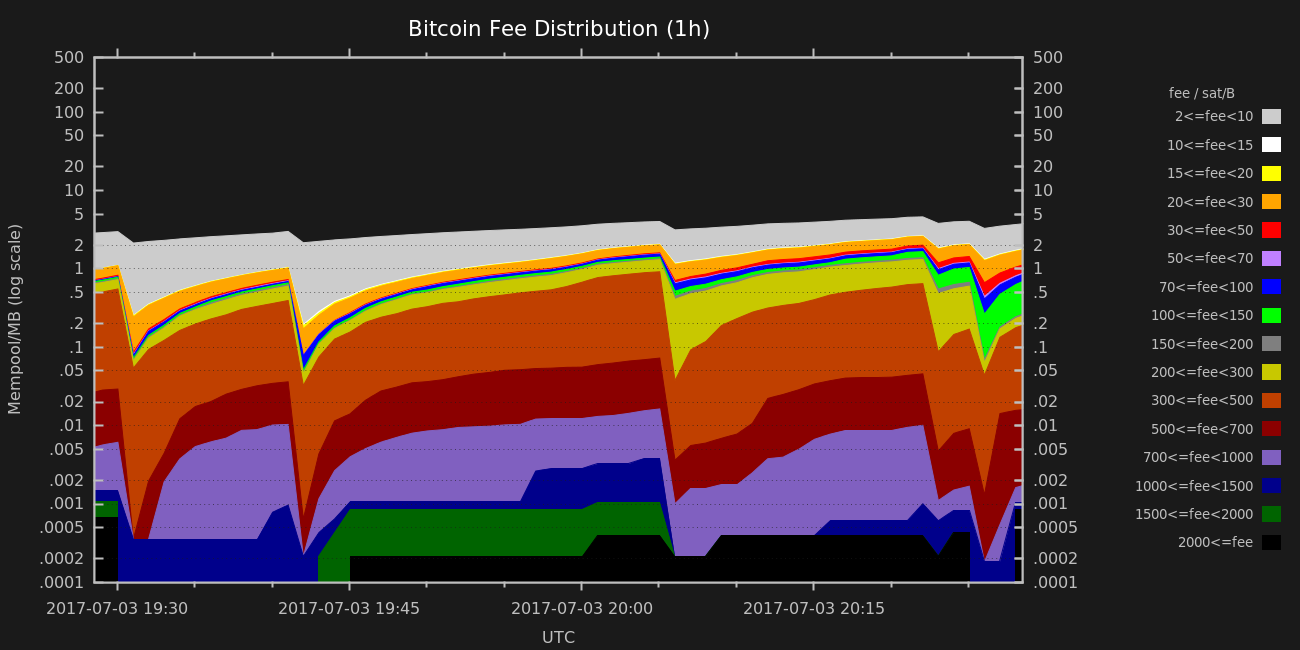 Bitcoin Fee Distribution (1h)
500 500
200 200
100 100
50 50
20 20
10 10
5 5
2 2
1 1
.5 .5
.2 .2
.1 .1
.05 .05
.02 .02
.01 .01
.005 .005
.002 .002
.001 .001
.0005 .0005
.0002 .0002
.0001 .0001
Mempool/MB (log scale)
2017-07-03 19:30 2017-07-03 19:45 2017-07-03 20:00 2017-07-03 20:15
UTC
fee / sat/B
2<=fee<10
10<=fee<15
15<=fee<20
20<=fee<30
30<=fee<50
50<=fee<70
70<=fee<100
100<=fee<150
150<=fee<200
200<=fee<300
300<=fee<500
500<=fee<700
700<=fee<1000
1000<=fee<1500
1500<=fee<2000
2000<=fee